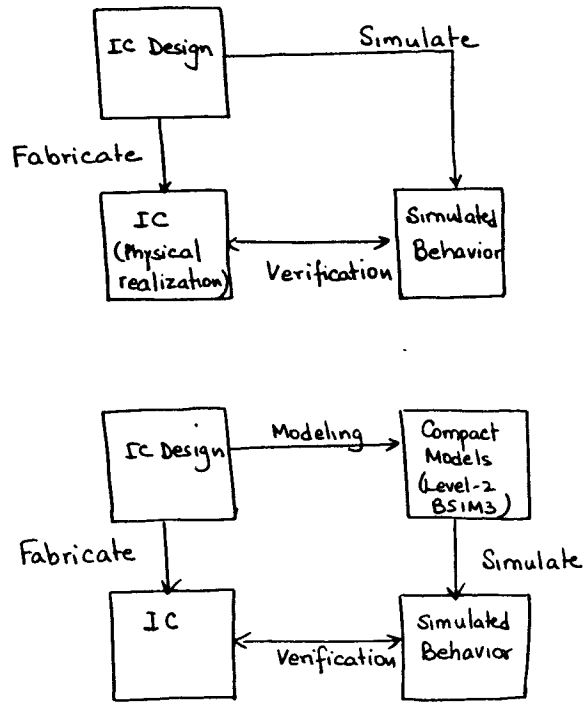 IC Design
Simulate
Fabricate
IC
(Physical
realization)
Simulated
Behavior
Verification
IC Design
Modeling
Compact
Models
(Level-2
BSIM3)
Fabricate
Simulate
IC
Simulated
Behavior
Verification